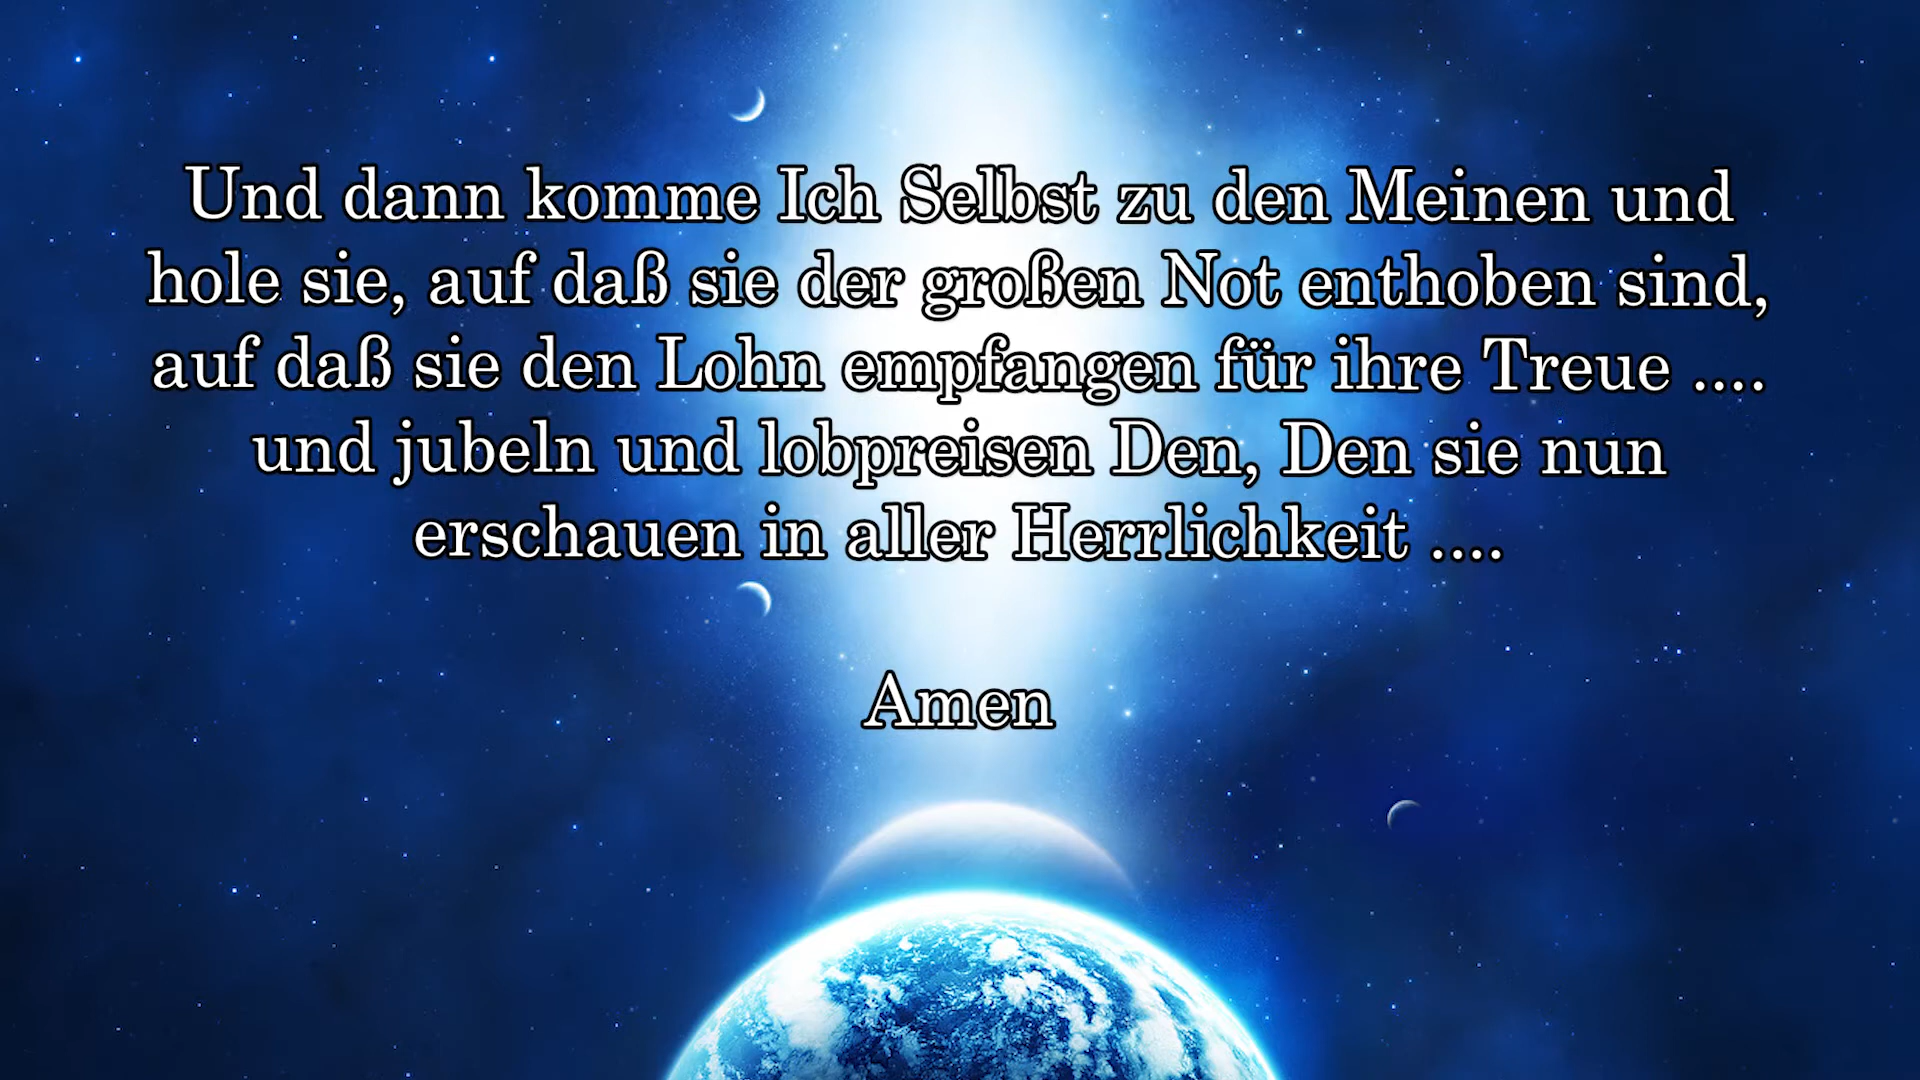 Und dann komme Ich Selbst zu den Meinen und
hole sie, auf daß sie der großen Not enthoben sind,
auf daß sie den Lohn empfangen für ihre Treue ....
und jubeln und lobpreisen Den, Den sie nun
erschauen in aller Herrlichkeit ....
Amen